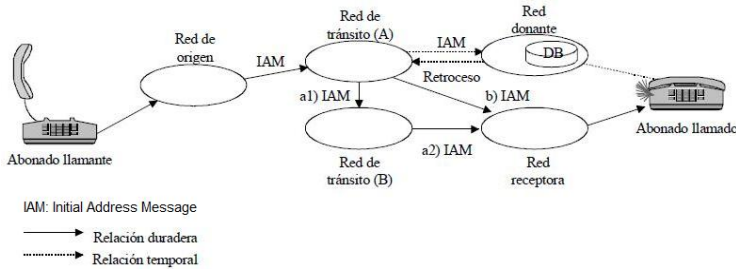 Red de
origen
IAM
Red de
tránsito (A)
IAM
Red
donante
DB
Retroceso
a1) IAM
b) IAM
Abonado llamante
Abonado llamado
Red de
tránsito (B)
a2) IAM
Red
receptora
IAM: Initial Address Message
Relación duradera
Relación temporal